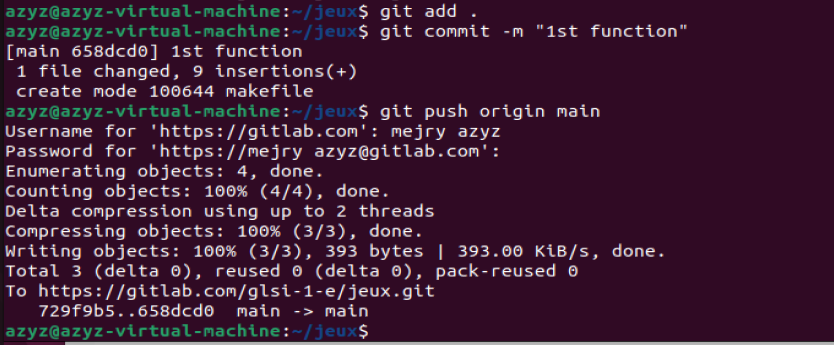 azyz@azyz-virtual-machine:~/jeux$ git add .
azyz@azyz-virtual-machine:~/jeux$ git commit -m "1st function"
[main 658dcd0] 1st function
 1 file changed, 9 insertions(+)
 create mode 100644 makefile
azyz@azyz-virtual-machine:~/jeux$ git push origin main
Username for 'https://gitlab.com': mejry azyz
Password for 'https://mejry azyz@gitlab.com':
Enumerating objects: 4, done.
Counting objects: 100% (4/4), done.
Delta compression using up to 2 threads
Compressing objects: 100% (3/3), done.
Writing objects: 100% (3/3), 393 bytes | 393.00 KiB/s, done.
Total 3 (delta 0), reused 0 (delta 0), pack-reused 0
To https://gitlab.com/glsi-1-e/jeux.git
   729f9b5..658dcd0  main -> main
azyz@azyz-virtual-machine:~/jeux$